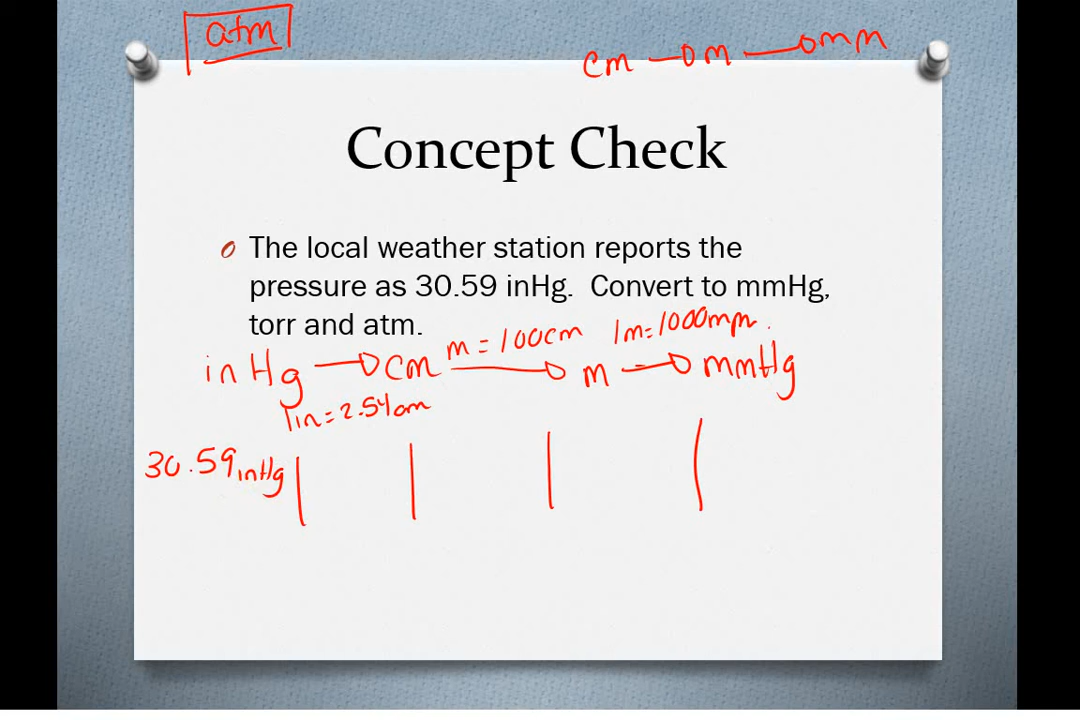 atm
cm → m → mm
Concept Check
The local weather station reports the
pressure as 30.59 inHg. Convert to mmHg,
torr and atm.
m = 100cm 1m = 1000mm
in Hg → cm → m → mmHg
1in = 2.54cm
30.59 inHg